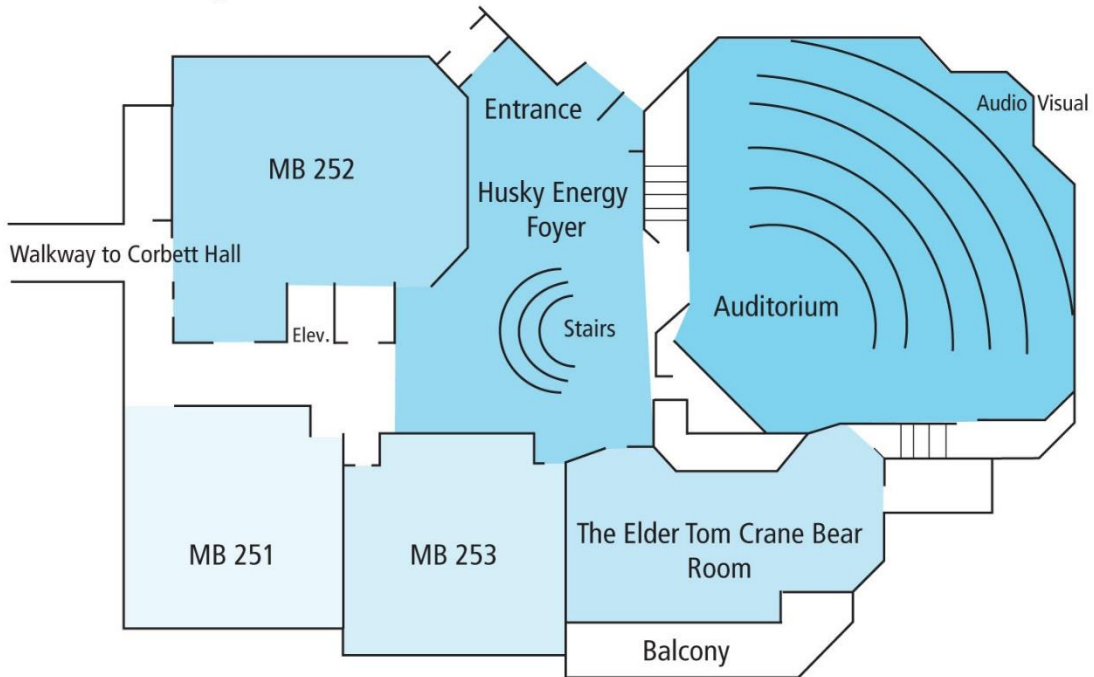 Entrance
Audio Visual
MB 252
Husky Energy
Foyer
Walkway to Corbett Hall
Auditorium
Elev.
Stairs
MB 251
MB 253
The Elder Tom Crane Bear
Room
Balcony